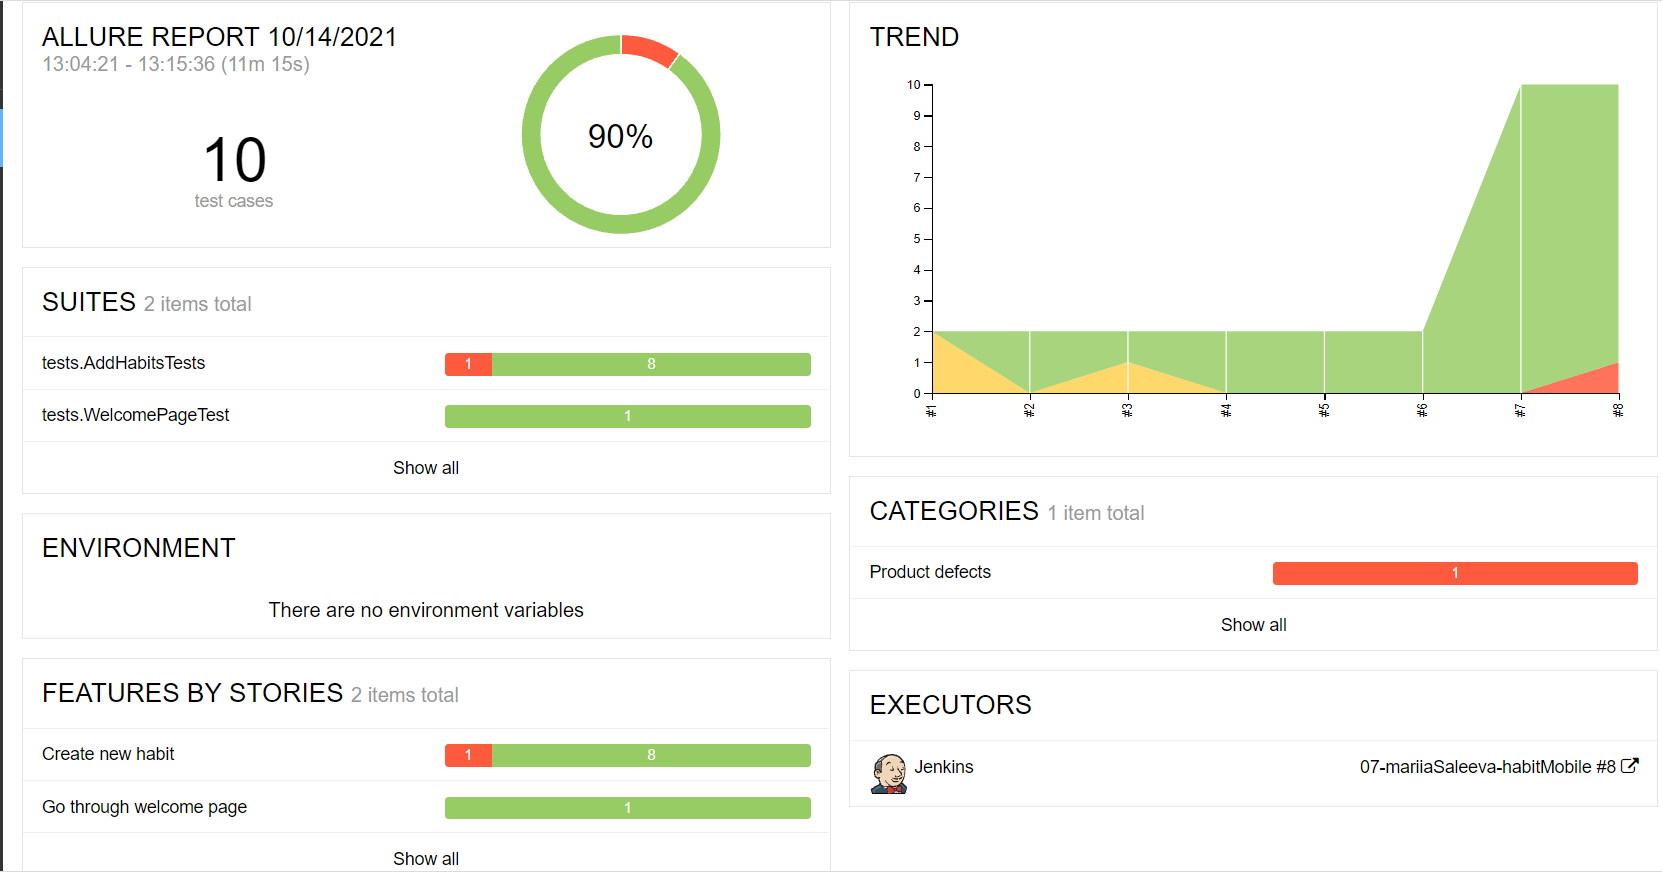 ALLURE REPORT 10/14/2021
13:04:21 - 13:15:36 (11m 15s)
10
test cases
90%
SUITES 2 items total
tests.AddHabitsTests 1 8
tests.WelcomePageTest 1
Show all
ENVIRONMENT
There are no environment variables
FEATURES BY STORIES 2 items total
Create new habit 1 8
Go through welcome page 1
Show all
TREND
10
9
8
7
6
5
4
3
2
1
0
#1 #2 #3 #4 #5 #6 #7 #8
CATEGORIES 1 item total
Product defects 1
Show all
EXECUTORS
Jenkins 07-mariiaSaleeva-habitMobile #8